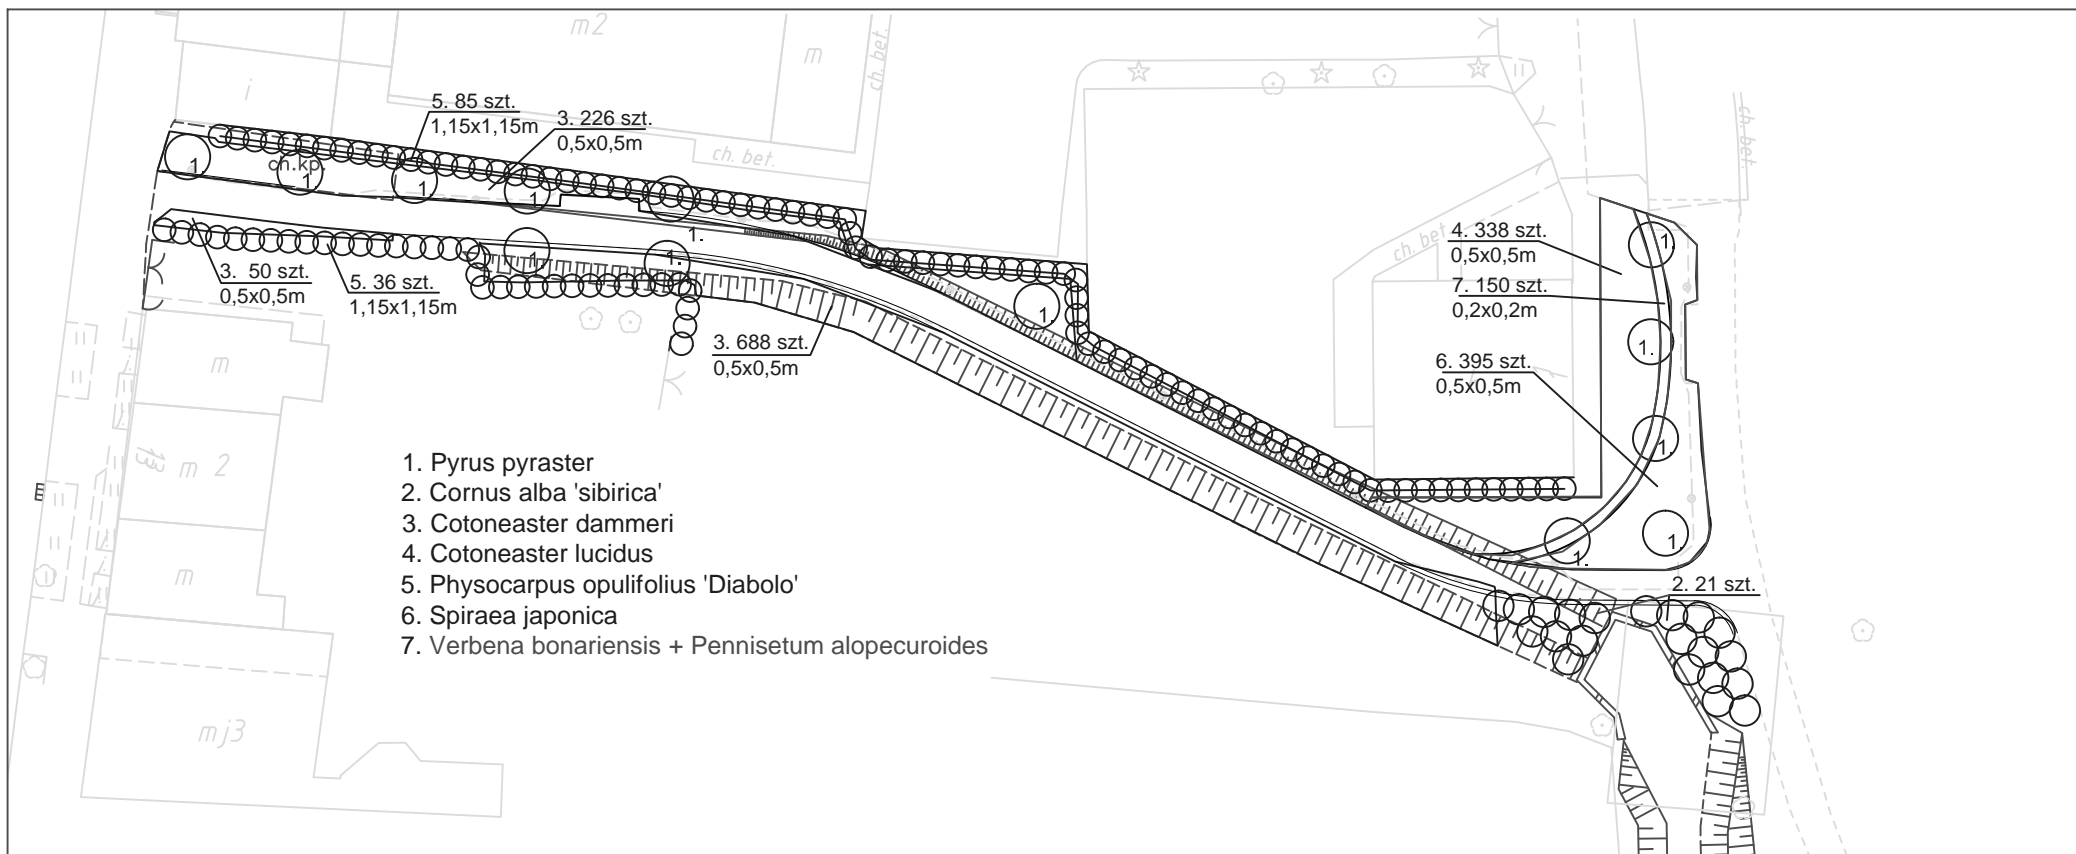 m2
m
ch. bet.
i
5. 85 szt.
1,15x1,15m
3. 226 szt.
0,5x0,5m
ch. bet.
ch. bet.
1.
ch.kp.
1.
1.
1.
1.
1.
1.
1.
3. 50 szt.
0,5x0,5m
5. 36 szt.
1,15x1,15m
3. 688 szt.
0,5x0,5m
ch. bet.
4. 338 szt.
0,5x0,5m
7. 150 szt.
0,2x0,2m
6. 395 szt.
0,5x0,5m
1.
1.
1.
1.
1.
2. 21 szt.
m
13
m 2
m
mj3
1. Pyrus pyraster
2. Cornus alba 'sibirica'
3. Cotoneaster dammeri
4. Cotoneaster lucidus
5. Physocarpus opulifolius 'Diabolo'
6. Spiraea japonica
7. Verbena bonariensis + Pennisetum alopecuroides